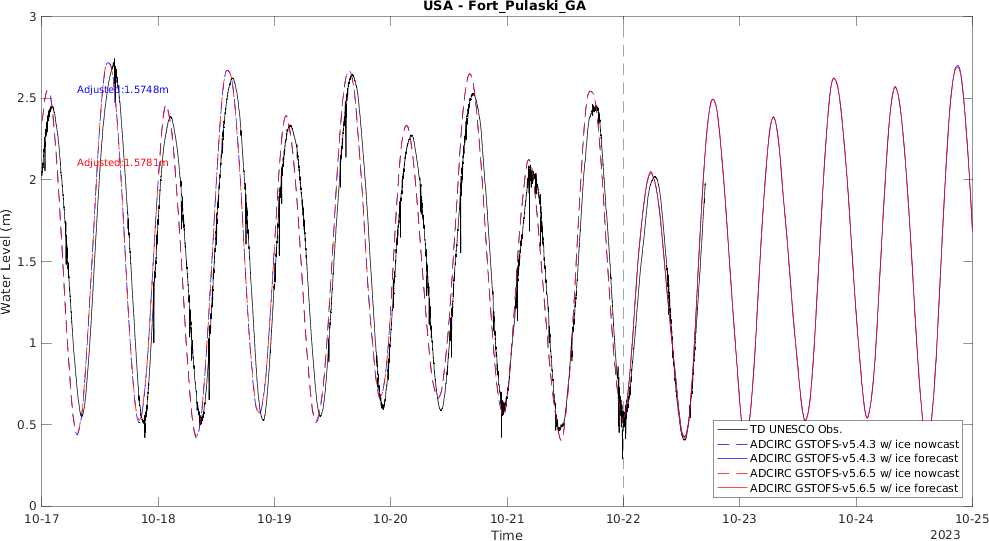 USA - Fort_Pulaski_GA
3
2.5
2
1.5
1
0.5
0
Water Level (m)
Adjusted:1.5748m
Adjusted:1.5781m
TD UNESCO Obs.
ADCIRC GSTOFS-v5.4.3 w/ ice nowcast
ADCIRC GSTOFS-v5.4.3 w/ ice forecast
ADCIRC GSTOFS-v5.6.5 w/ ice nowcast
ADCIRC GSTOFS-v5.6.5 w/ ice forecast
10-17 10-18 10-19 10-20 10-21 10-22 10-23 10-24 10-25
Time
2023